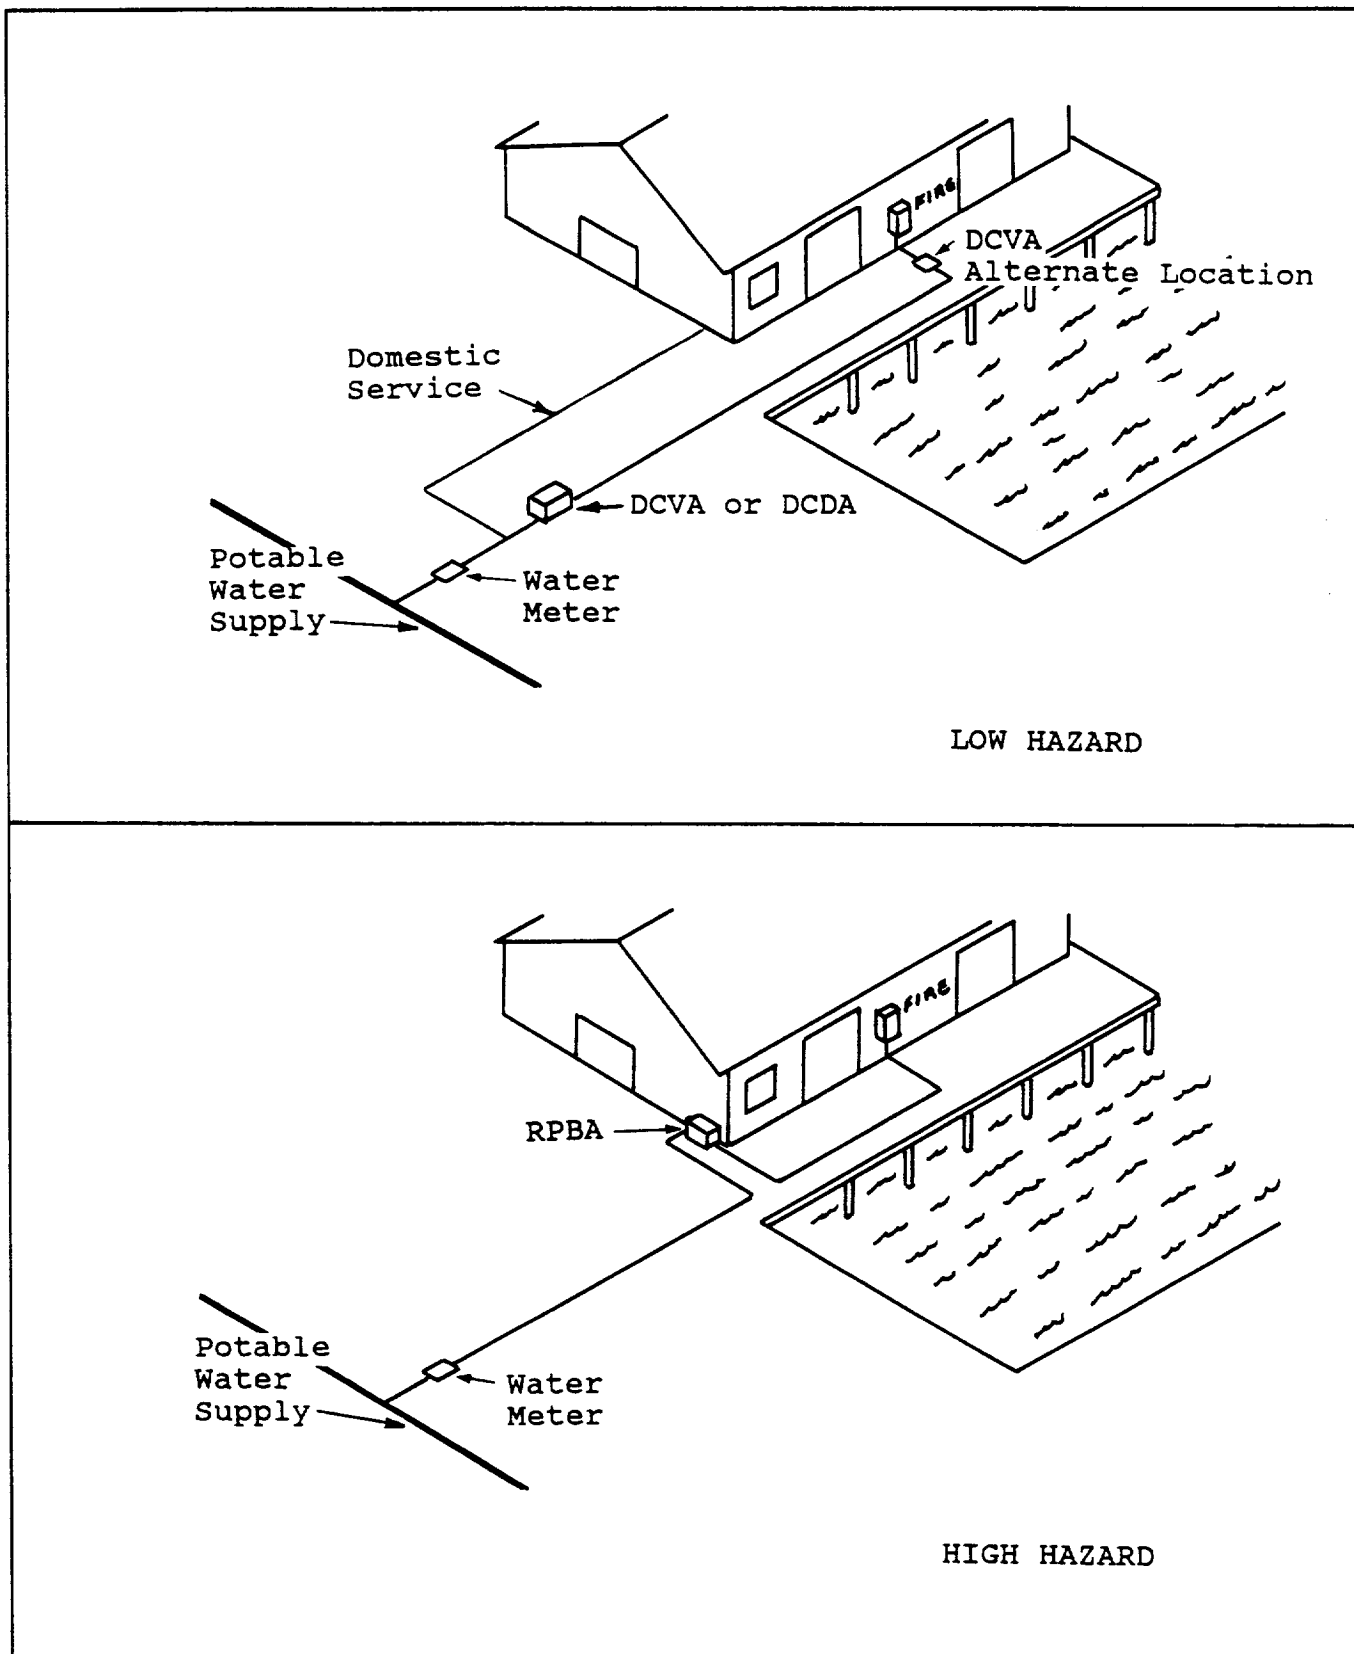 FIRE
DCVA
Alternate Location
Domestic
Service
DCVA or DCDA
Potable
Water
Supply
Water
Meter
LOW HAZARD
FIRE
RPBA
Potable
Water
Supply
Water
Meter
HIGH HAZARD